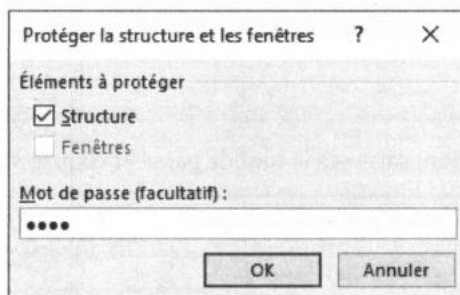 Protéger la structure et les fenêtres ? ×
Éléments à protéger
Structure
Fenêtres
Mot de passe (facultatif) :
••••
OK Annuler